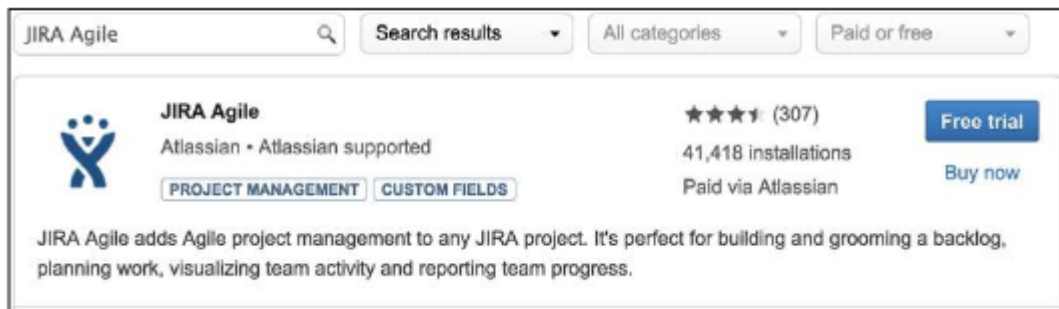 JIRA Agile
Search results
All categories
Paid or free
JIRA Agile
(307)
Free trial
Atlassian • Atlassian supported
41,418 installations
Buy now
PROJECT MANAGEMENT CUSTOM FIELDS
Paid via Atlassian
JIRA Agile adds Agile project management to any JIRA project. It's perfect for building and grooming a backlog,
planning work, visualizing team activity and reporting team progress.